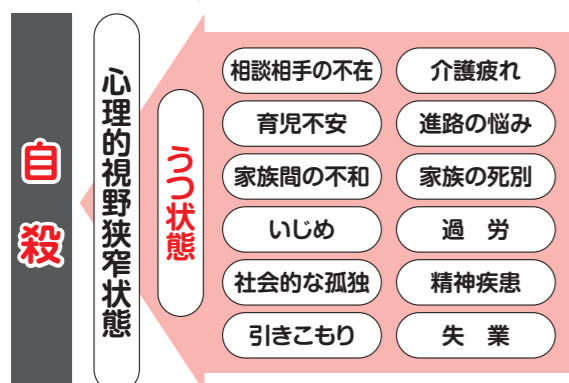 自殺
心理的視野狭窄状態
うつ状態
相談相手の不在
介護疲れ
育児不安
進路の悩み
家族間の不和
家族の死別
いじめ
過 労
社会的な孤独
精神疾患
引きこもり
失 業